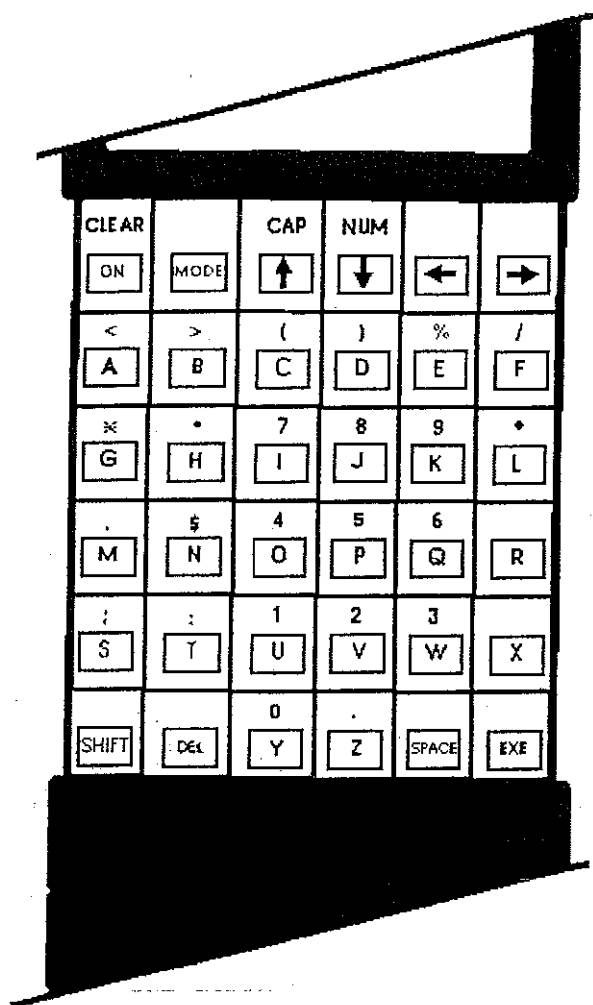 CLEAR CAP NUM
ON MODE ↑ ↓ ← →
< > ( ) % /
A B C D E F
7 8 9
G H I J K L
$ 4 5 6
M N O P Q R
; : 1 2 3
S T U V W X
0 .
SHIFT DEL Y Z SPACE EXE